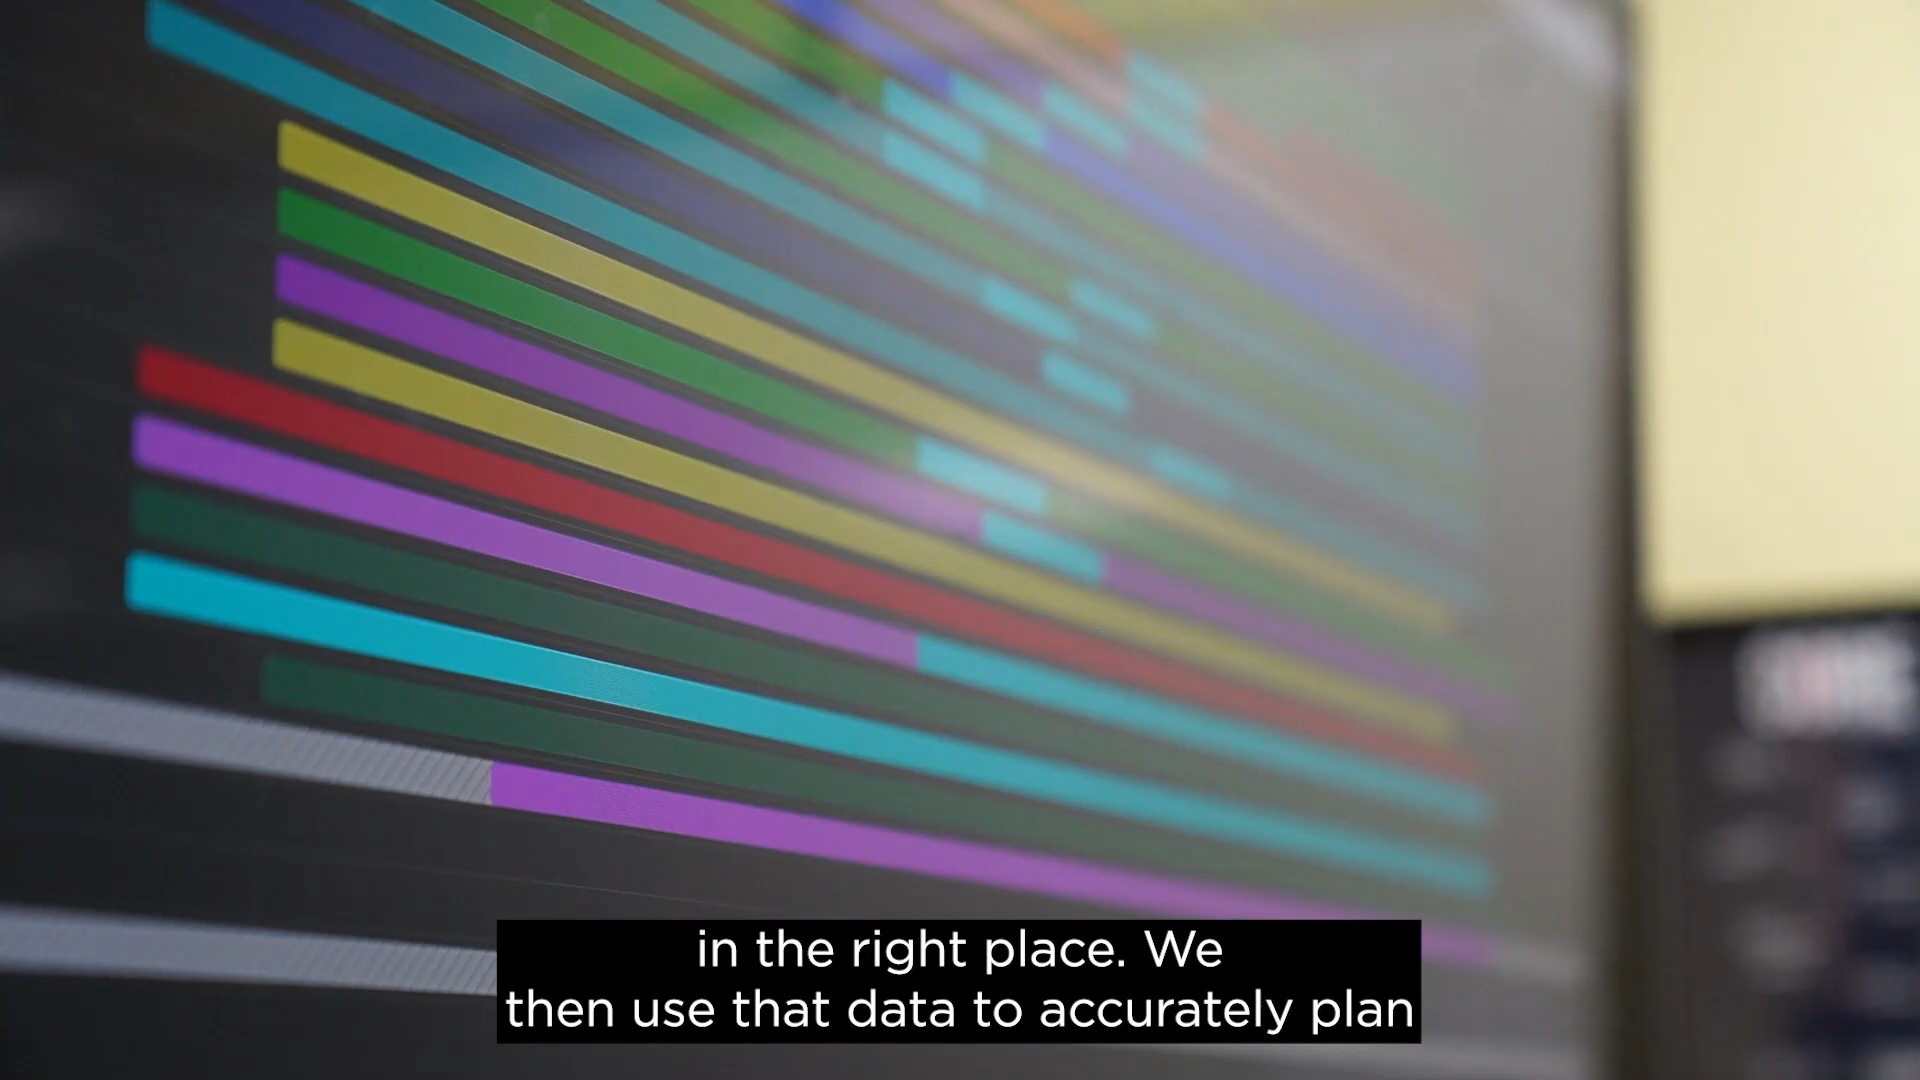 in the right place. We
then use that data to accurately plan